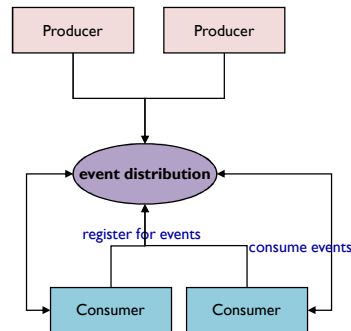 Producer
Producer
event distribution
register for events
consume events
Consumer
Consumer